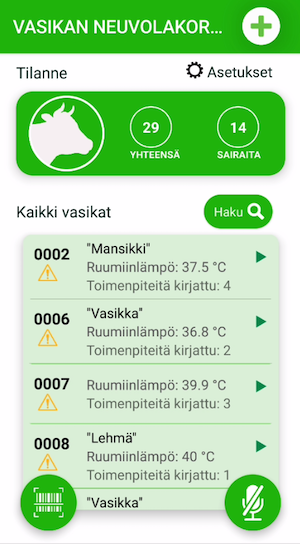 VASIKAN NEUVOLAKOR...
Tilanne
Asetukset
29
14
YHTEENSÄ
SAIRAITA
Kaikki vasikat
Haku
0002
"Mansikki"
Ruumiinlämpö: 37.5 °C
Toimenpiteitä kirjattu: 4
0006
"Vasikka"
Ruumiinlämpö: 36.8 °C
Toimenpiteitä kirjattu: 2
0007
Ruumiinlämpö: 39.9 °C
Toimenpiteitä kirjattu: 3
0008
"Lehmä"
Ruumiinlämpö: 40 °C
Toimenpiteitä kirjattu: 1
"Vasikka"